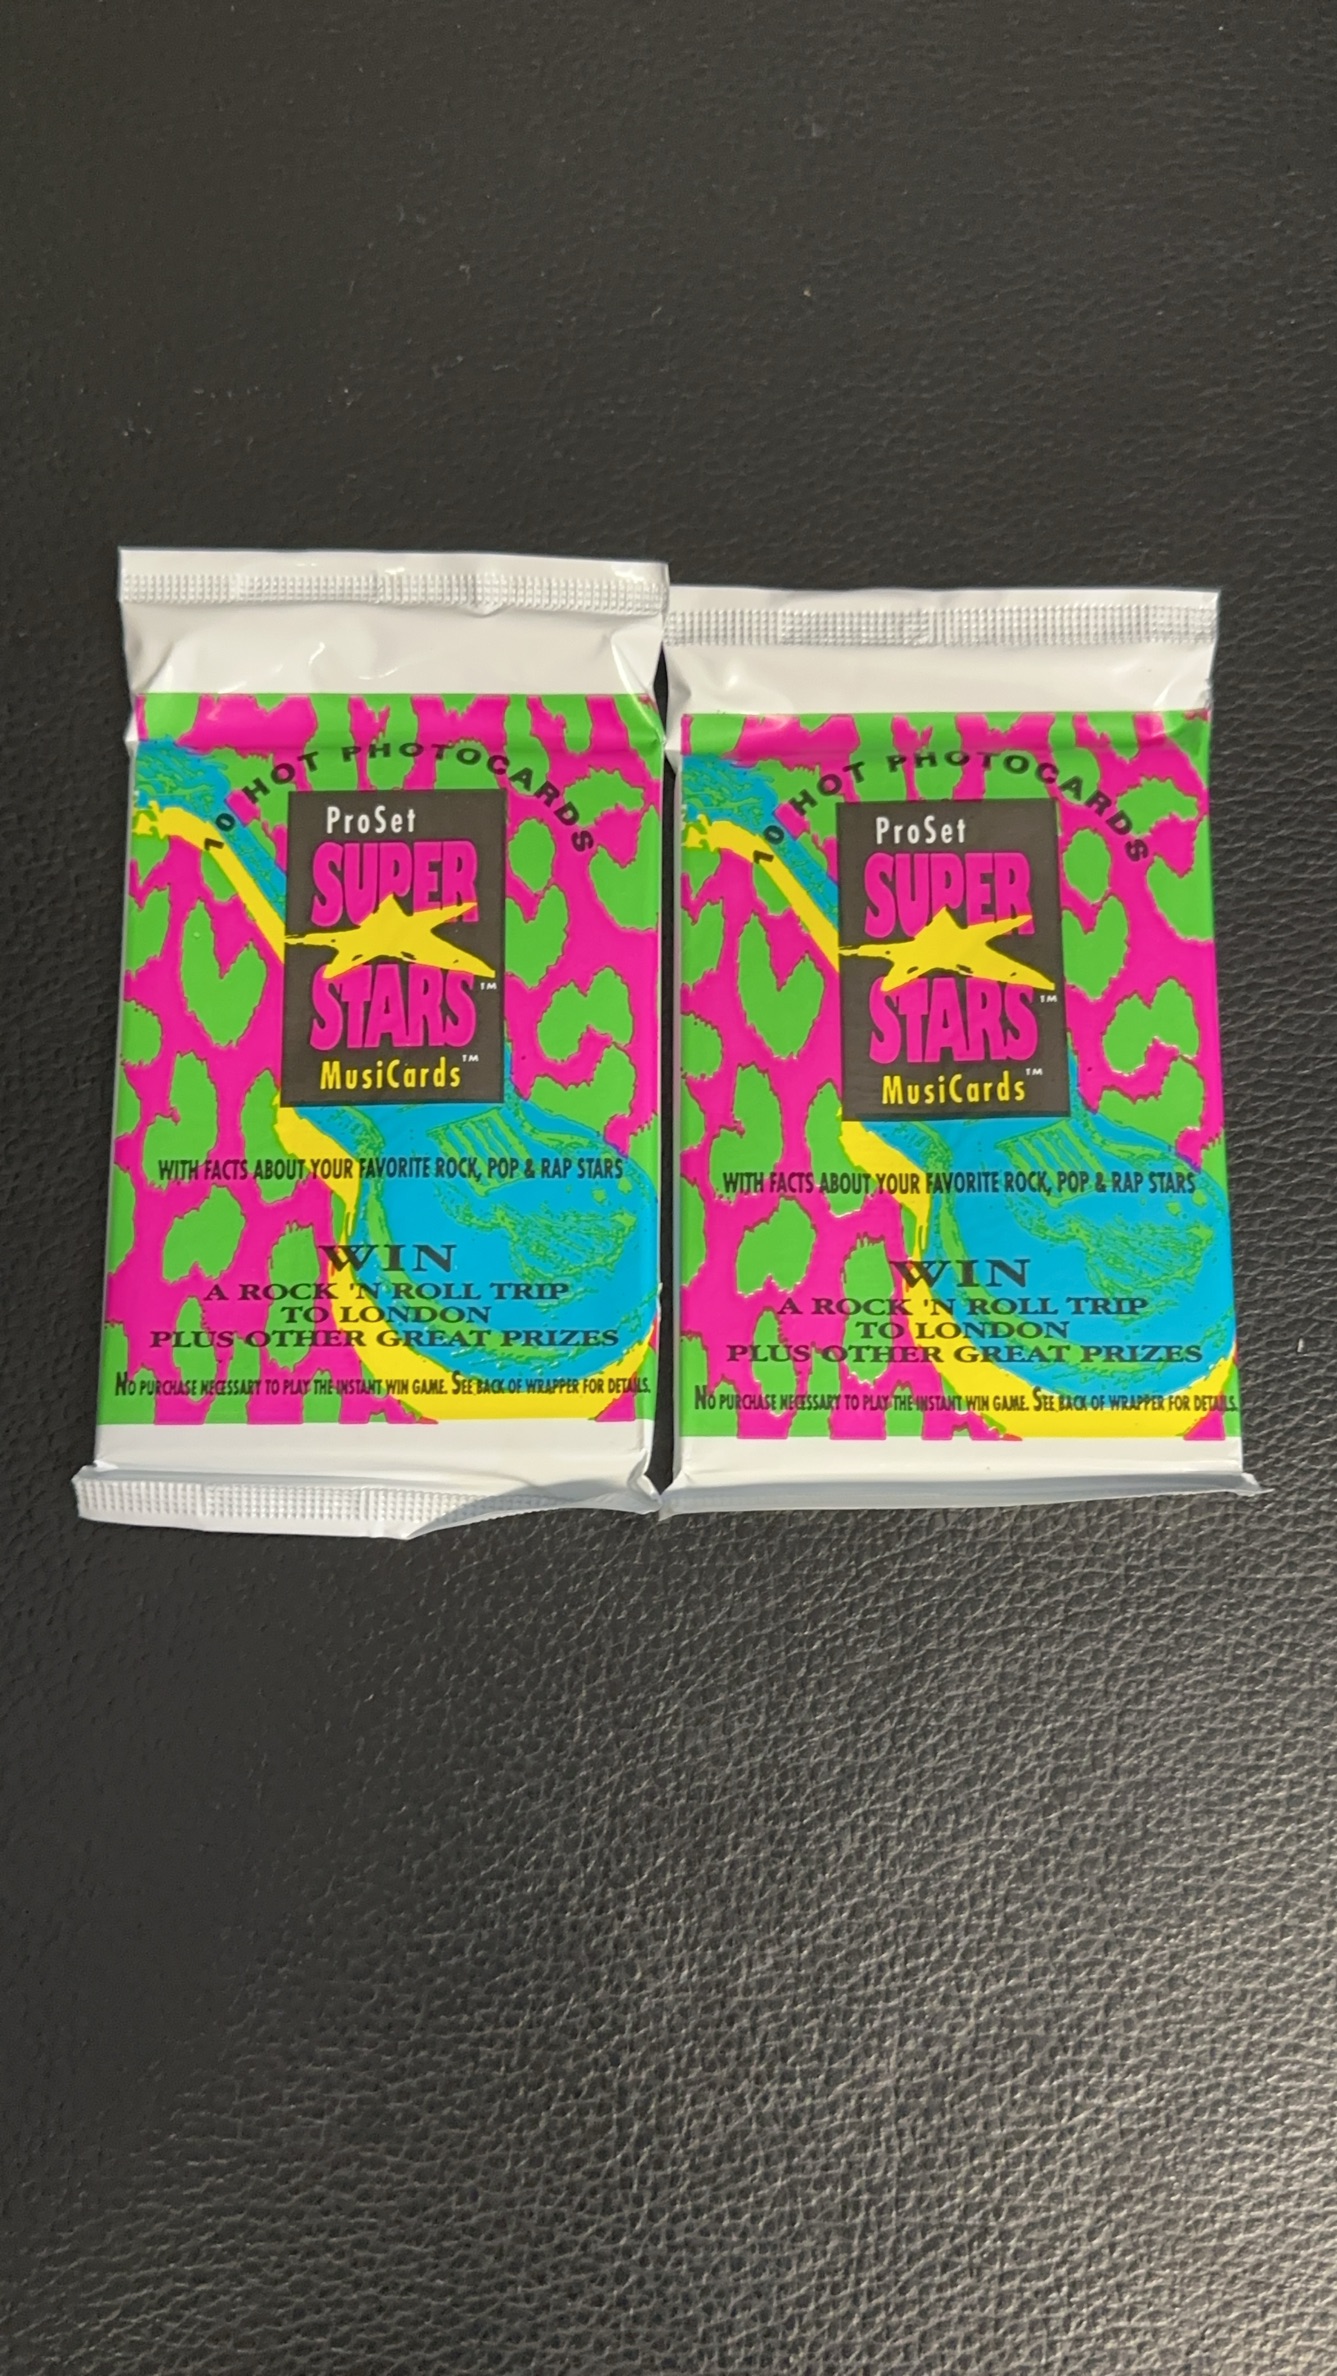 10 HOT PHOTOCARDS
ProSet
SUPER
STARS™
MusiCards™
WITH FACTS ABOUT YOUR FAVORITE ROCK, POP & RAP STARS
WIN
A ROCK 'N ROLL TRIP
TO LONDON
PLUS OTHER GREAT PRIZES
NO PURCHASE NECESSARY TO PLAY THE INSTANT WIN GAME. SEE BACK OF WRAPPER FOR DETAILS.
10 HOT PHOTOCARDS
ProSet
SUPER
STARS™
MusiCards™
WITH FACTS ABOUT YOUR FAVORITE ROCK, POP & RAP STARS
WIN
A ROCK 'N ROLL TRIP
TO LONDON
PLUS OTHER GREAT PRIZES
NO PURCHASE NECESSARY TO PLAY THE INSTANT WIN GAME. SEE BACK OF WRAPPER FOR DETAILS.